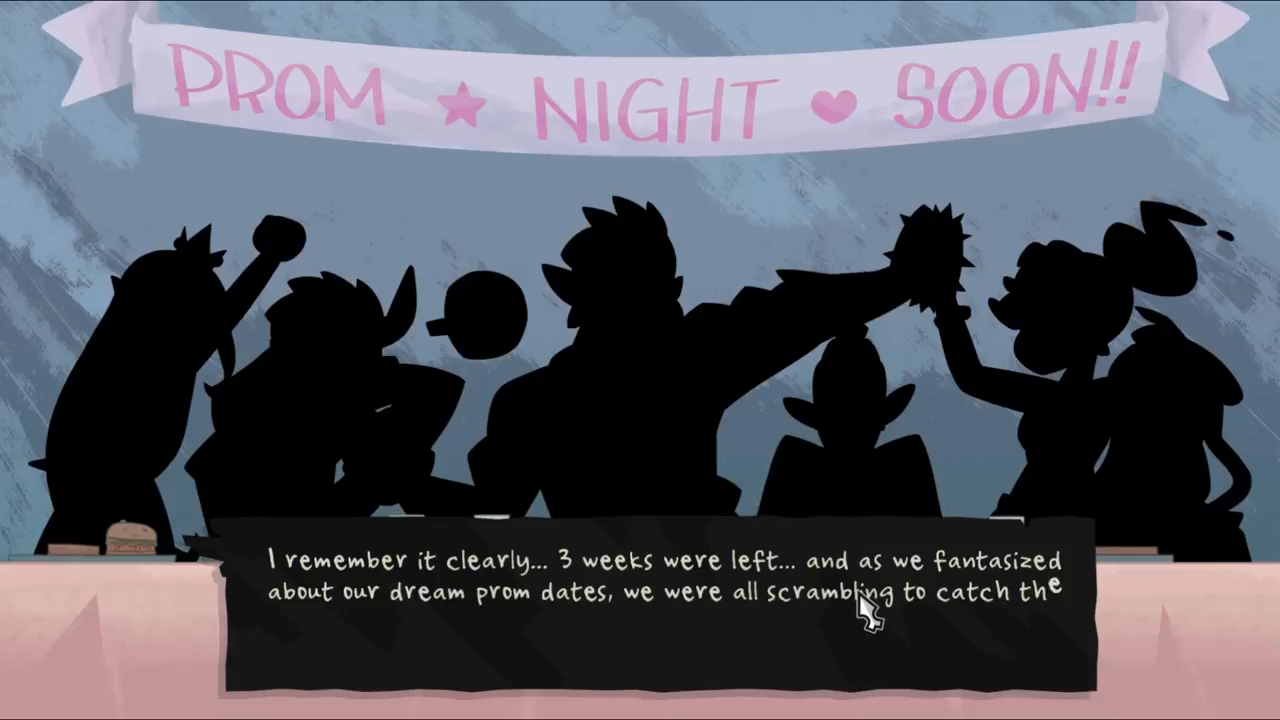 PROM ★ NIGHT ♥ SOON!!
I remember it clearly... 3 weeks were left... and as we fantasized
about our dream prom dates, we were all scrambling to catch the